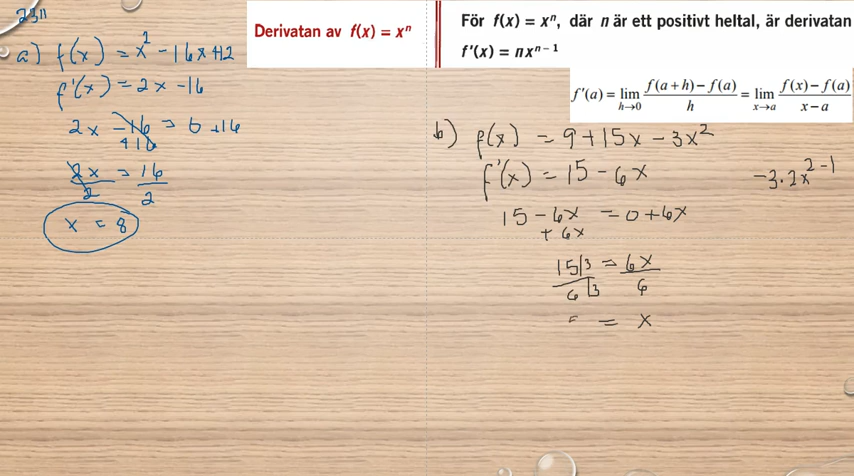 2311
a) f(x) = x² - 16x + 12
f'(x) = 2x - 16
2x - 16 = 0 + 16
+16
2x = 16
2 2
x = 8
Derivatan av f(x) = xⁿ
För f(x) = xⁿ, där n är ett positivt heltal, är derivatan
f'(x) = nxⁿ⁻¹
f'(a) = lim h→0 f(a+h) – f(a) / h = lim x→a f(x) – f(a) / x – a
b) f(x) = 9 + 15x - 3x²
f'(x) = 15 - 6x
-3·2x²⁻¹
15 - 6x = 0 + 6x
+ 6x
15/3 = 6x
6/3 6
= x